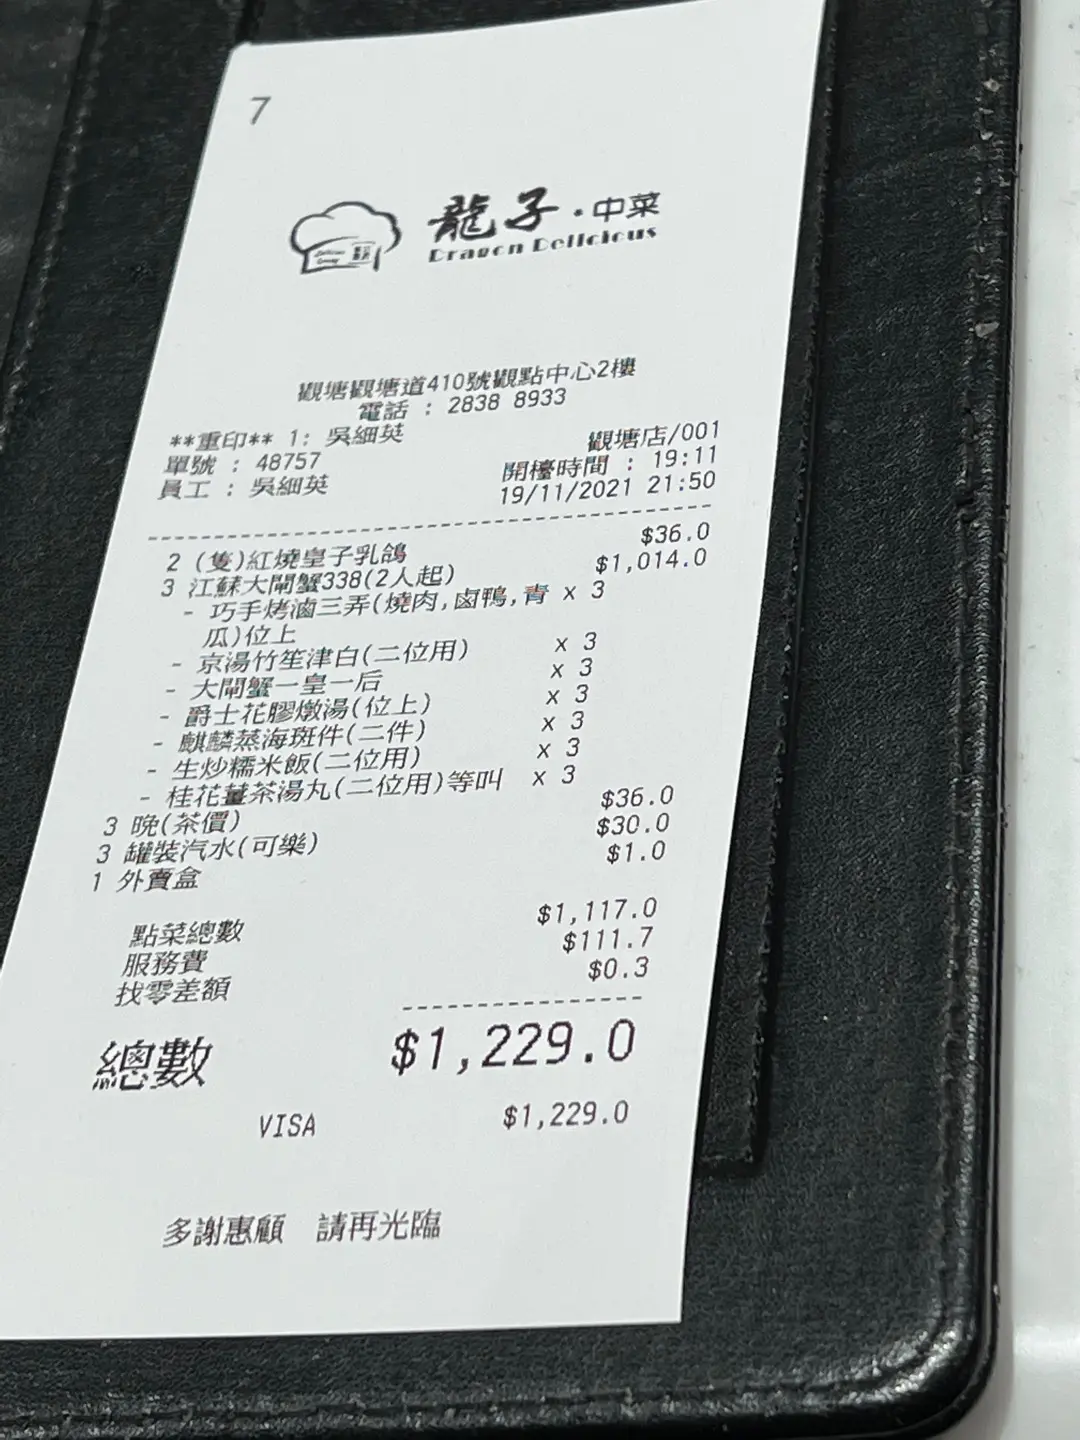 7
龍子·中菜
Dragon Delicious
觀塘觀塘道410號觀點中心2樓
電話 : 2838 8933
**重印** 1: 吳細英
觀塘店/001
單號 : 48757
開檯時間 : 19:11
員工 : 吳細英
19/11/2021 21:50
2 (隻)紅燒皇子乳鴿 $36.0
3 江蘇大閘蟹338(2人起) $1,014.0
- 巧手烤滷三弄(燒肉,鹵鴨,青 x 3
瓜)位上
- 京湯竹笙津白(二位用) x 3
- 大閘蟹一皇一后 x 3
- 爵士花膠燉湯(位上) x 3
- 麒麟蒸海斑件(二件) x 3
- 生炒糯米飯(二位用) x 3
- 桂花薑茶湯丸(二位用)等叫 x 3
3 晚(茶價) $36.0
3 罐裝汽水(可樂) $30.0
1 外賣盒 $1.0
點菜總數 $1,117.0
服務費 $111.7
找零差額 $0.3
總數 $1,229.0
VISA $1,229.0
多謝惠顧 請再光臨